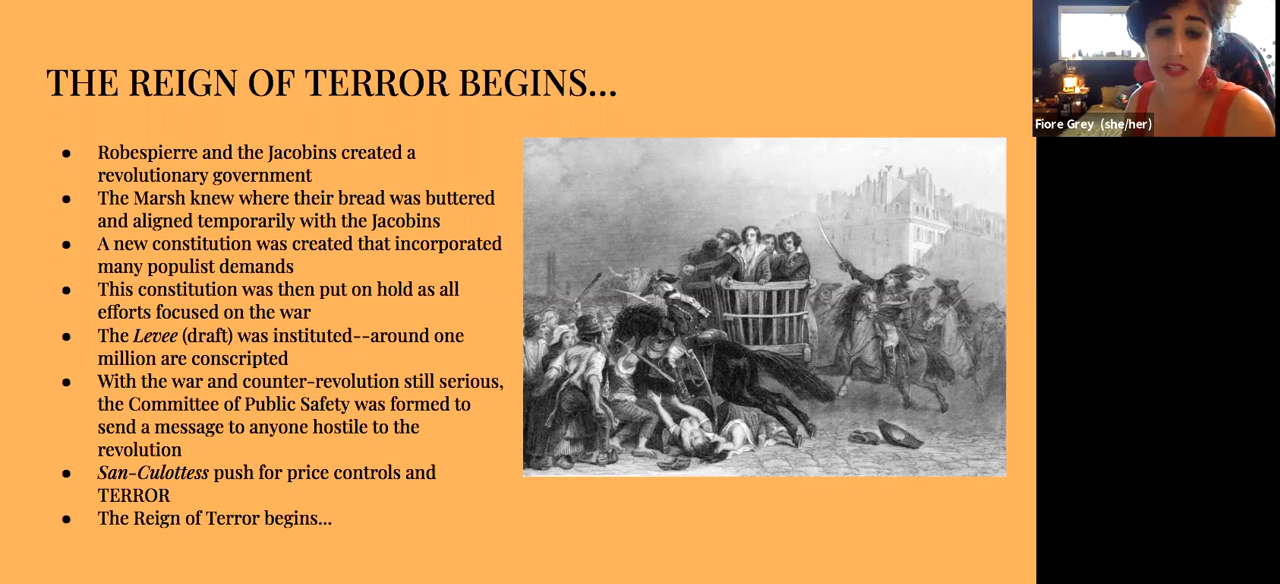 THE REIGN OF TERROR BEGINS...
Fiore Grey (she/her)
● Robespierre and the Jacobins created a
revolutionary government
● The Marsh knew where their bread was buttered
and aligned temporarily with the Jacobins
● A new constitution was created that incorporated
many populist demands
● This constitution was then put on hold as all
efforts focused on the war
● The Levee (draft) was instituted--around one
million are conscripted
● With the war and counter-revolution still serious,
the Committee of Public Safety was formed to
send a message to anyone hostile to the
revolution
● San-Culottess push for price controls and
TERROR
● The Reign of Terror begins...